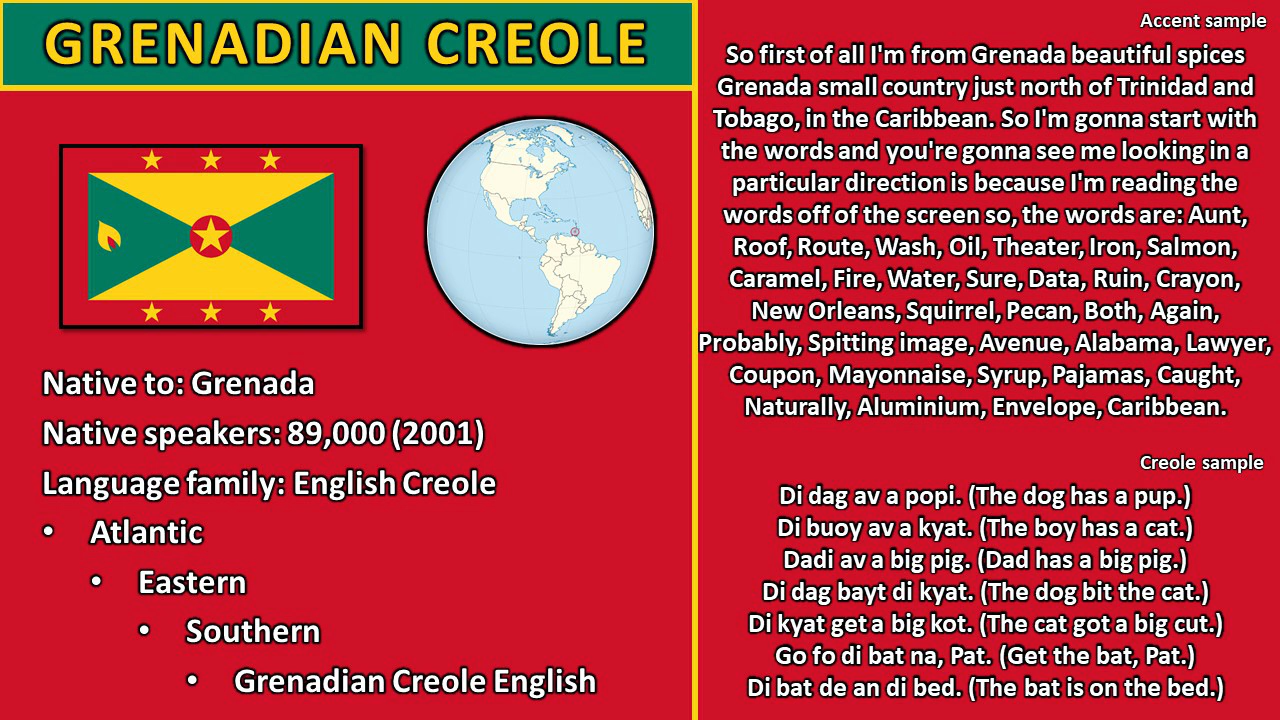 GRENADIAN CREOLE
Native to: Grenada
Native speakers: 89,000 (2001)
Language family: English Creole
• Atlantic
• Eastern
• Southern
• Grenadian Creole English
Accent sample
So first of all I'm from Grenada beautiful spices
Grenada small country just north of Trinidad and
Tobago, in the Caribbean. So I'm gonna start with
the words and you're gonna see me looking in a
particular direction is because I'm reading the
words off of the screen so, the words are: Aunt,
Roof, Route, Wash, Oil, Theater, Iron, Salmon,
Caramel, Fire, Water, Sure, Data, Ruin, Crayon,
New Orleans, Squirrel, Pecan, Both, Again,
Probably, Spitting image, Avenue, Alabama, Lawyer,
Coupon, Mayonnaise, Syrup, Pajamas, Caught,
Naturally, Aluminium, Envelope, Caribbean.
Creole sample
Di dag av a popi. (The dog has a pup.)
Di buoy av a kyat. (The boy has a cat.)
Dadi av a big pig. (Dad has a big pig.)
Di dag bayt di kyat. (The dog bit the cat.)
Di kyat get a big kot. (The cat got a big cut.)
Go fo di bat na, Pat. (Get the bat, Pat.)
Di bat de an di bed. (The bat is on the bed.)